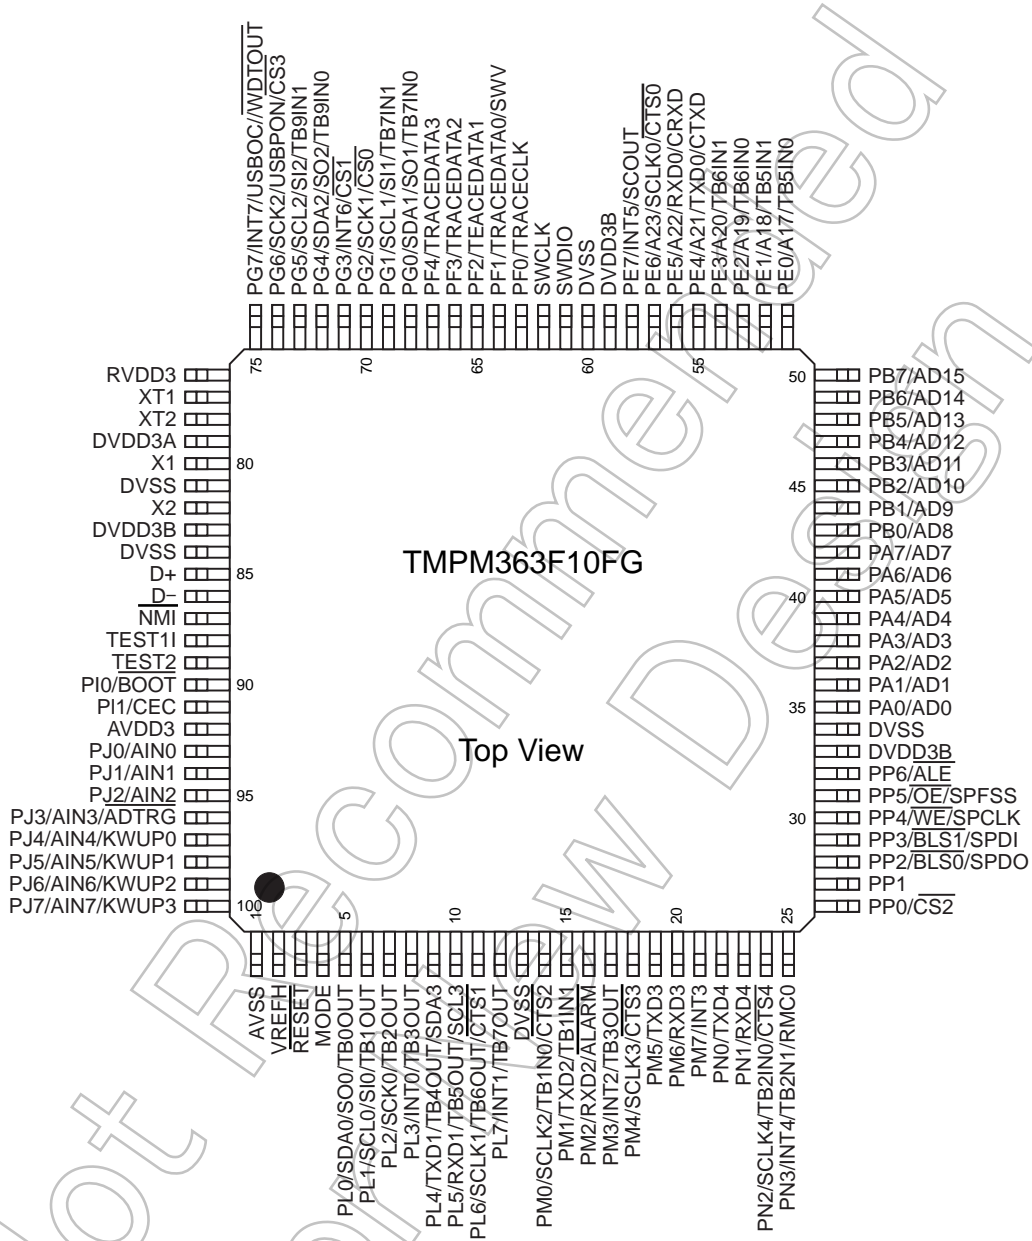 PG7/INT7/USBOC//WDTOUT
PG6/SCK2/USBPON/CS3
PG5/SCL2/SI2/TB9IN1
PG4/SDA2/SO2/TB9IN0
PG3/INT6/CS1
PG2/SCK1/CS0
PG1/SCL1/SI1/TB7IN1
PG0/SDA1/SO1/TB7IN0
PF4/TRACEDATA3
PF3/TRACEDATA2
PF2/TEACEDATA1
PF1/TRACEDATA0/SWV
PF0/TRACECLK
SWCLK
SWDIO
DVSS
DVDD3B
PE7/INT5/SCOUT
PE6/A23/SCLK0/CTS0
PE5/A22/RXD0/CRXD
PE4/A21/TXD0/CTXD
PE3/A20/TB6IN1
PE2/A19/TB6IN0
PE1/A18/TB5IN1
PE0/A17/TB5IN0
75
70
65
60
55
RVDD3
XT1
XT2
DVDD3A
X1
80
DVSS
X2
DVDD3B
DVSS
D+
85
D−
NMI
TEST1I
TEST2
PI0/BOOT
90
PI1/CEC
AVDD3
PJ0/AIN0
PJ1/AIN1
PJ2/AIN2
95
PJ3/AIN3/ADTRG
PJ4/AIN4/KWUP0
PJ5/AIN5/KWUP1
PJ6/AIN6/KWUP2
PJ7/AIN7/KWUP3
100
TMPM363F10FG
Top View
50
PB7/AD15
PB6/AD14
PB5/AD13
PB4/AD12
PB3/AD11
45
PB2/AD10
PB1/AD9
PB0/AD8
PA7/AD7
PA6/AD6
40
PA5/AD5
PA4/AD4
PA3/AD3
PA2/AD2
PA1/AD1
35
PA0/AD0
DVSS
DVDD3B
PP6/ALE
PP5/OE/SPFSS
30
PP4/WE/SPCLK
PP3/BLS1/SPDI
PP2/BLS0/SPDO
PP1
PP0/CS2
10
5
10
15
20
25
AVSS
VREFH
RESET
MODE
PL0/SDA0/SO0/TB0OUT
PL1/SCL0/SI0/TB1OUT
PL2/SCK0/TB2OUT
PL3/INT0/TB3OUT
PL4/TXD1/TB4OUT/SDA3
PL5/RXD1/TB5OUT/SCL3
PL6/SCLK1/TB6OUT/CTS1
PL7/INT1/TB7OUT
DVSS
PM0/SCLK2/TB1N0/CTS2
PM1/TXD2/TB1IN1
PM2/RXD2/ALARM
PM3/INT2/TB3OUT
PM4/SCLK3/CTS3
PM5/TXD3
PM6/RXD3
PM7/INT3
PN0/TXD4
PN1/RXD4
PN2/SCLK4/TB2IN0/CTS4
PN3/INT4/TB2N1/RMC0
Not Recommended
for New Design